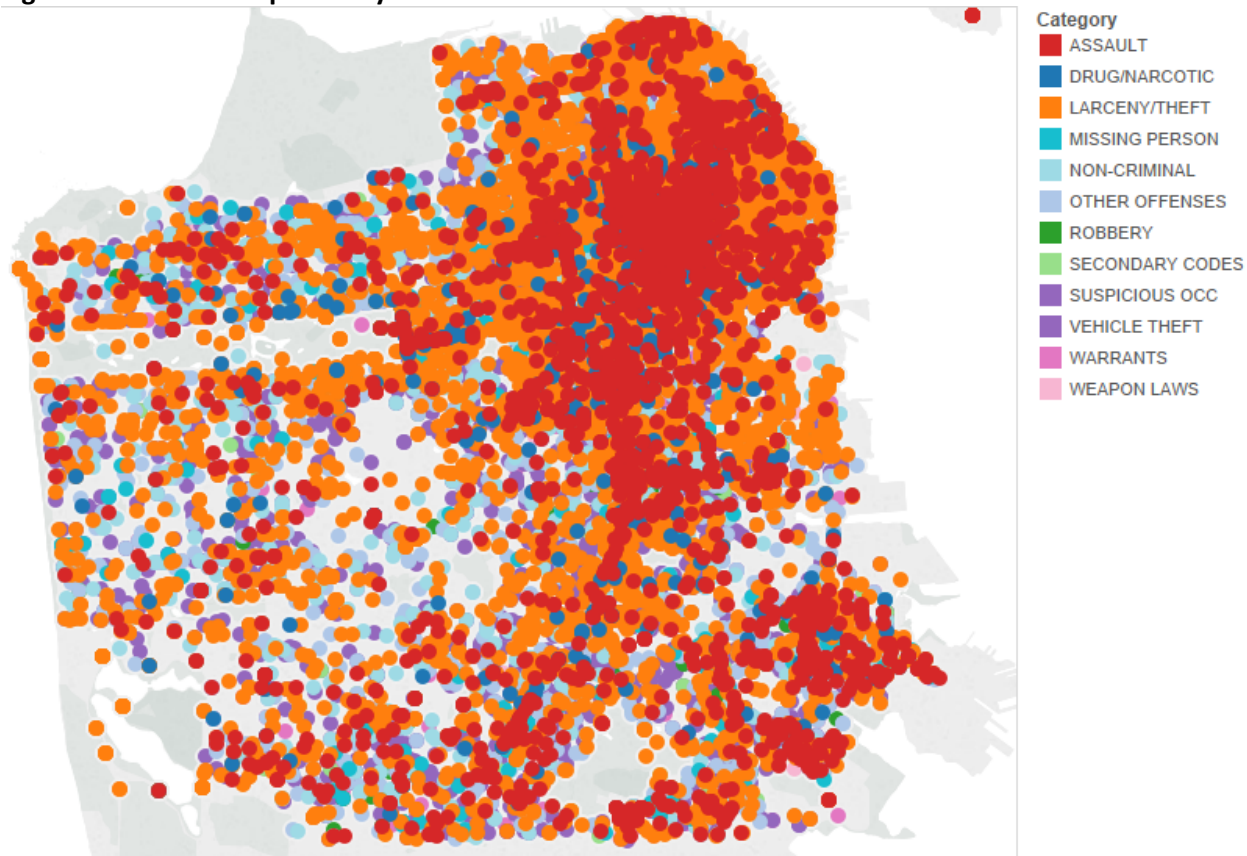 Category
ASSAULT
DRUG/NARCOTIC
LARCENY/THEFT
MISSING PERSON
NON-CRIMINAL
OTHER OFFENSES
ROBBERY
SECONDARY CODES
SUSPICIOUS OCC
VEHICLE THEFT
WARRANTS
WEAPON LAWS